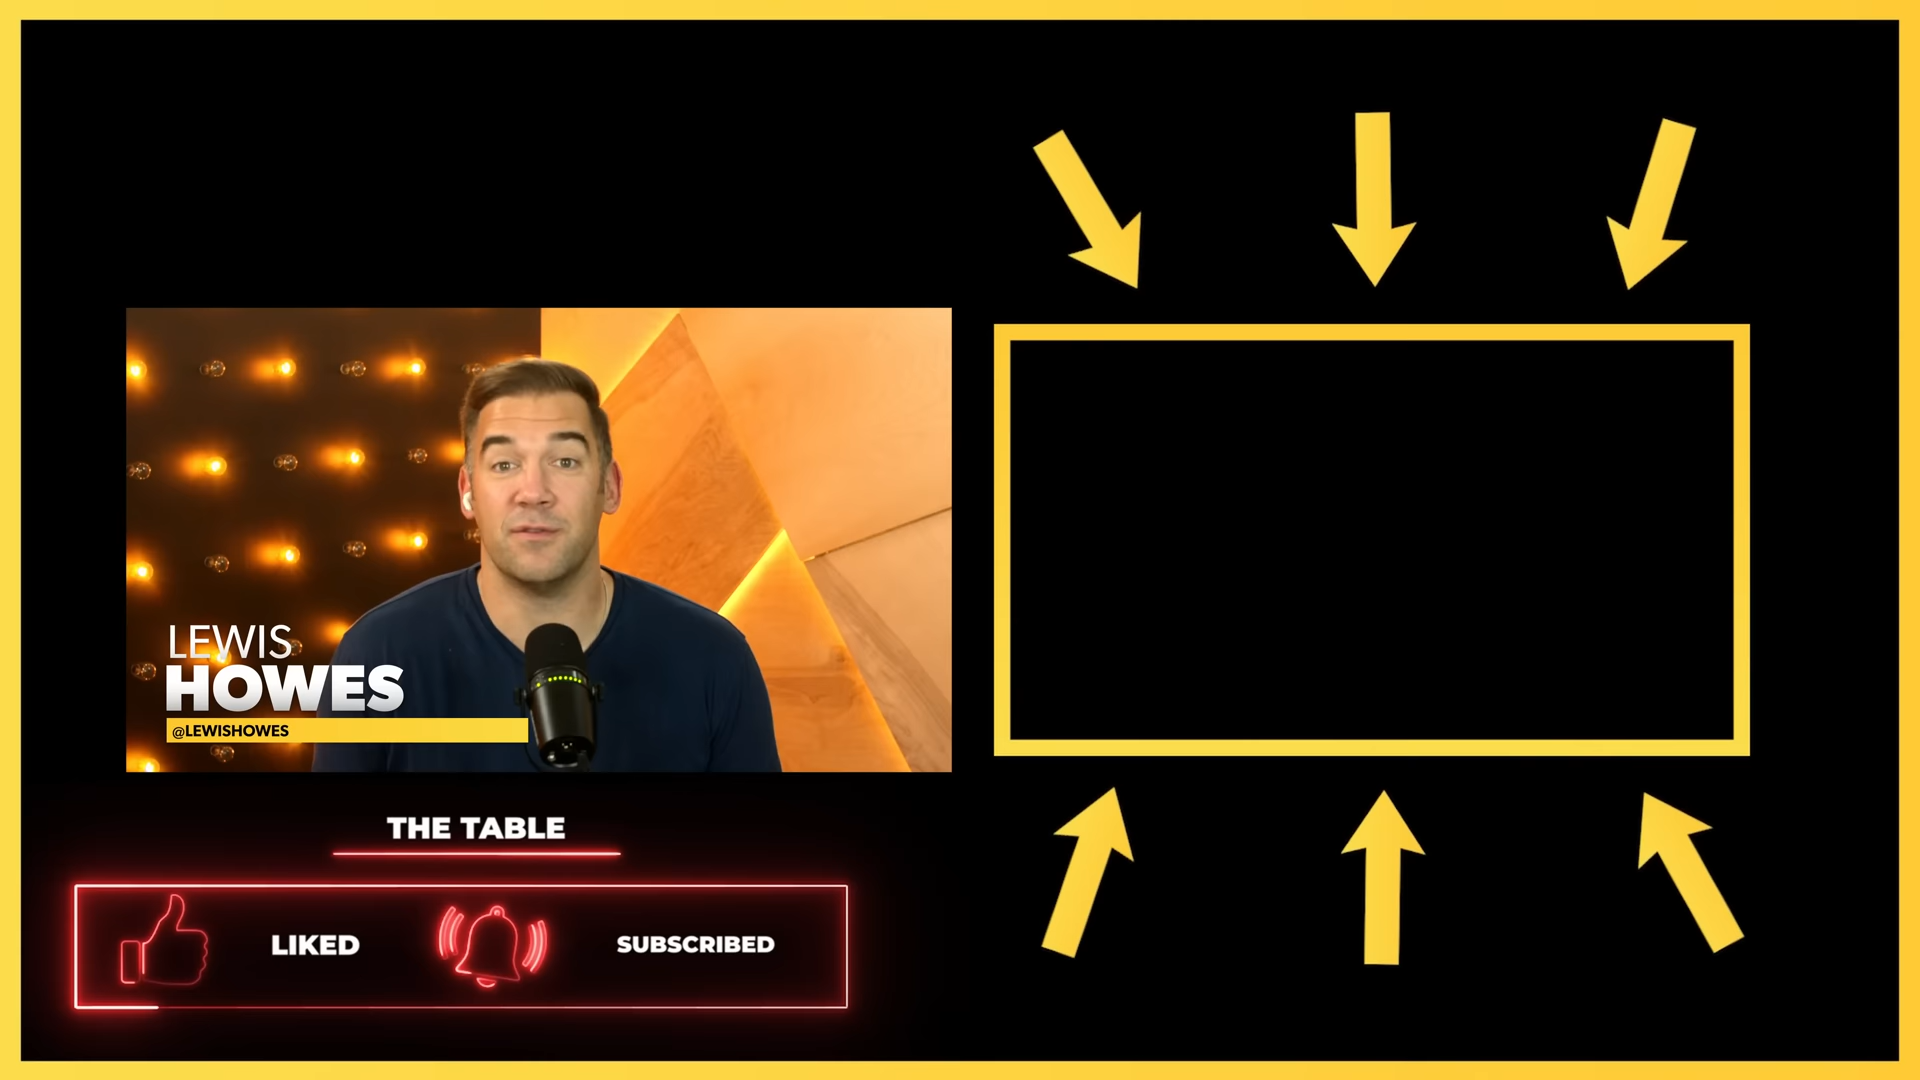 LEWIS
HOWES
@LEWISHOWES
THE TABLE
LIKED
SUBSCRIBED